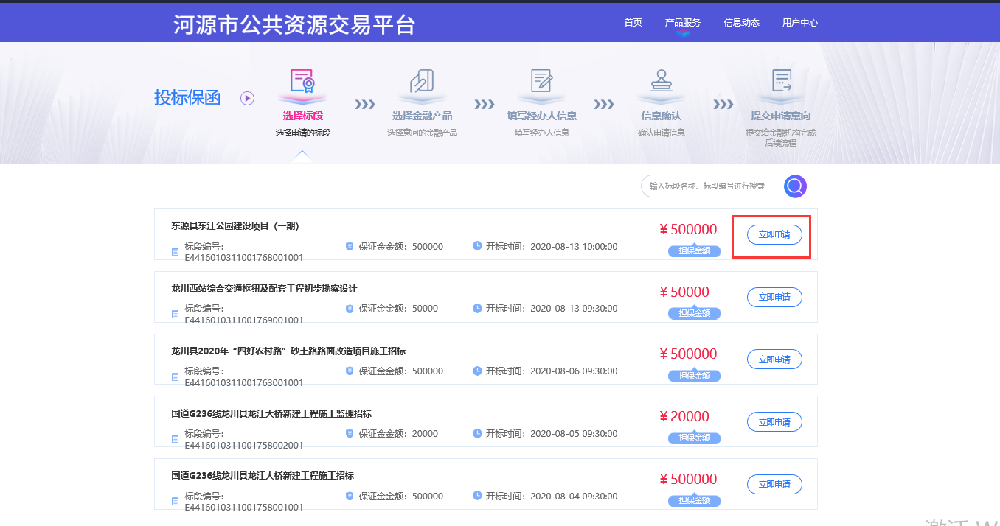 河源市公共资源交易平台
首页 产品服务 信息动态 用户中心
投标保函
选择标段 选择金融产品 填写经办人信息 信息确认 提交申请意向
选择申请的标段 选择意向的金融产品 填写经办人信息 确认申请信息 提交给金融机构完成
后续流程
输入标段名称、标段编号进行搜索
东源县东江公园建设项目（一期）
¥500000
立即申请
标段编号: 保证金金额: 500000 开标时间: 2020-08-13 10:00:00
担保金额
E4416010311001768001001
龙川西站综合交通枢纽及配套工程初步勘察设计
¥50000
立即申请
标段编号: 保证金金额: 50000 开标时间: 2020-08-13 09:30:00
担保金额
E4416010311001769001001
龙川县2020年“四好农村路”砂土路路面改造项目施工招标
¥500000
立即申请
标段编号: 保证金金额: 500000 开标时间: 2020-08-06 09:30:00
担保金额
E4416010311001763001001
国道G236线龙川县龙江大桥新建工程施工监理招标
¥20000
立即申请
标段编号: 保证金金额: 20000 开标时间: 2020-08-05 09:30:00
担保金额
E4416010311001758002001
国道G236线龙川县龙江大桥新建工程施工招标
¥500000
立即申请
标段编号: 保证金金额: 500000 开标时间: 2020-08-04 09:30:00
担保金额
E4416010311001758001001